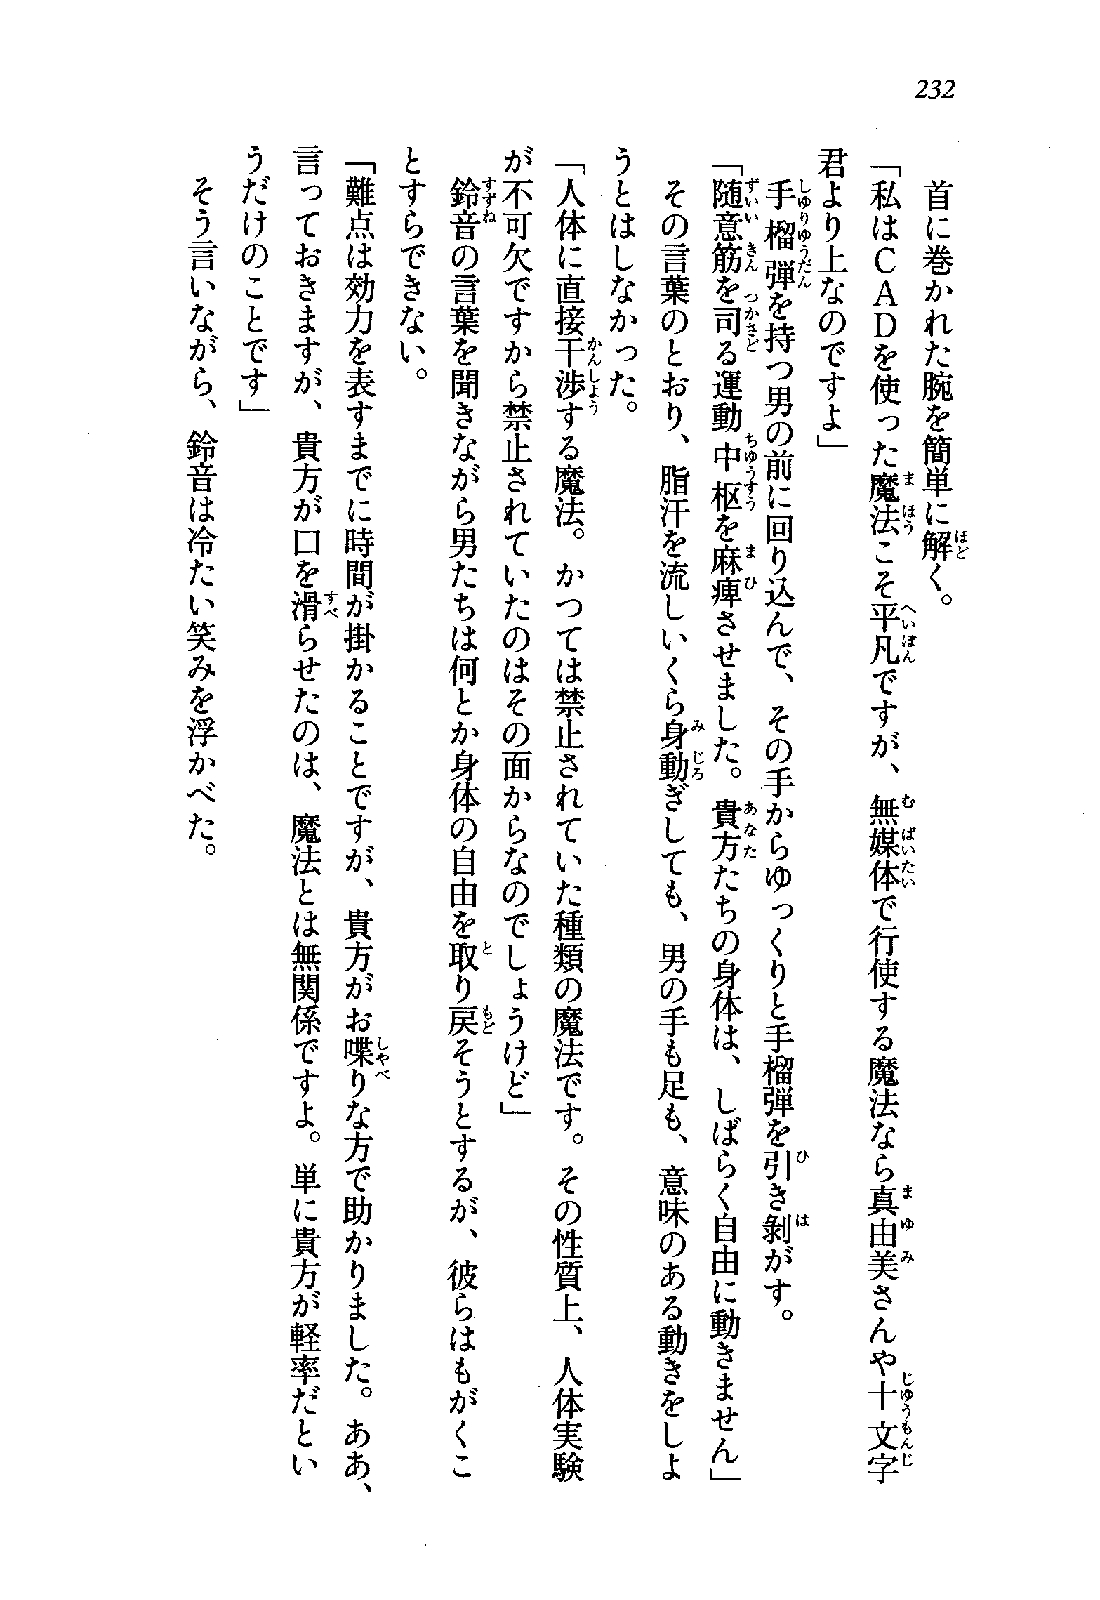 232
首に巻かれた腕を簡単に解く。
「私はCADを使った魔法こそ平凡ですが、無媒体で行使する魔法なら真由美さんや十文字
君より上なのですよ」
手榴弾を持つ男の前に回り込んで、その手からゆっくりと手榴弾を引き剝がす。
「随意筋を司る運動中枢を麻痺させました。貴方たちの身体は、しばらく自由に動きません」
その言葉のとおり、脂汗を流しいくら身動ぎしても、男の手も足も、意味のある動きをしよ
うとはしなかった。
「人体に直接干渉する魔法。かつては禁止されていた種類の魔法です。その性質上、人体実験
が不可欠ですから禁止されていたのはその面からなのでしょうけど」
鈴音の言葉を聞きながら男たちは何とか身体の自由を取り戻そうとするが、彼らはもがくこ
とすらできない。
「難点は効力を表すまでに時間が掛かることですが、貴方がお喋りな方で助かりました。ああ、
言っておきますが、貴方が口を滑らせたのは、魔法とは無関係ですよ。単に貴方が軽率だとい
うだけのことです」
そう言いながら、鈴音は冷たい笑みを浮かべた。